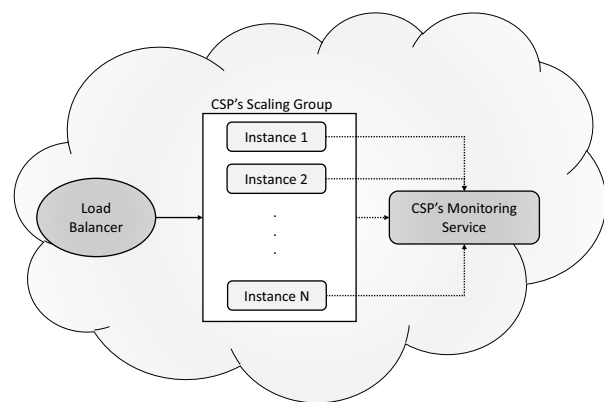 CSP's Scaling Group
Instance 1
Instance 2
.
.
.
Instance N
Load
Balancer
CSP's Monitoring
Service